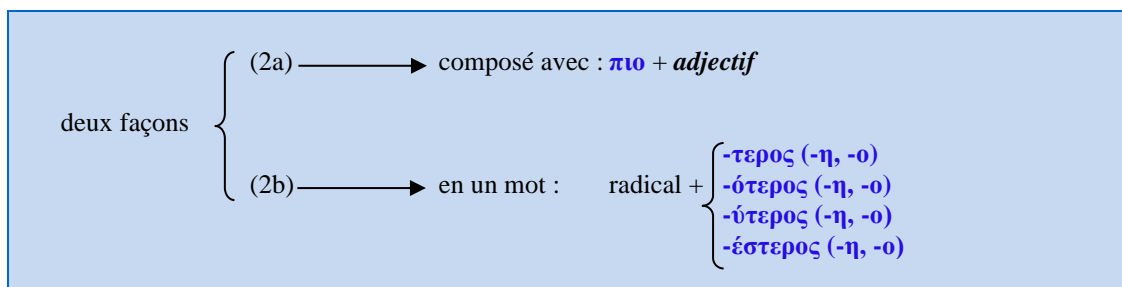 (2a) composé avec : πιο + adjectif
deux façons
-τερος (-η, -ο)
(2b) en un mot : radical + -ότερος (-η, -ο)
-ύτερος (-η, -ο)
-έστερος (-η, -ο)